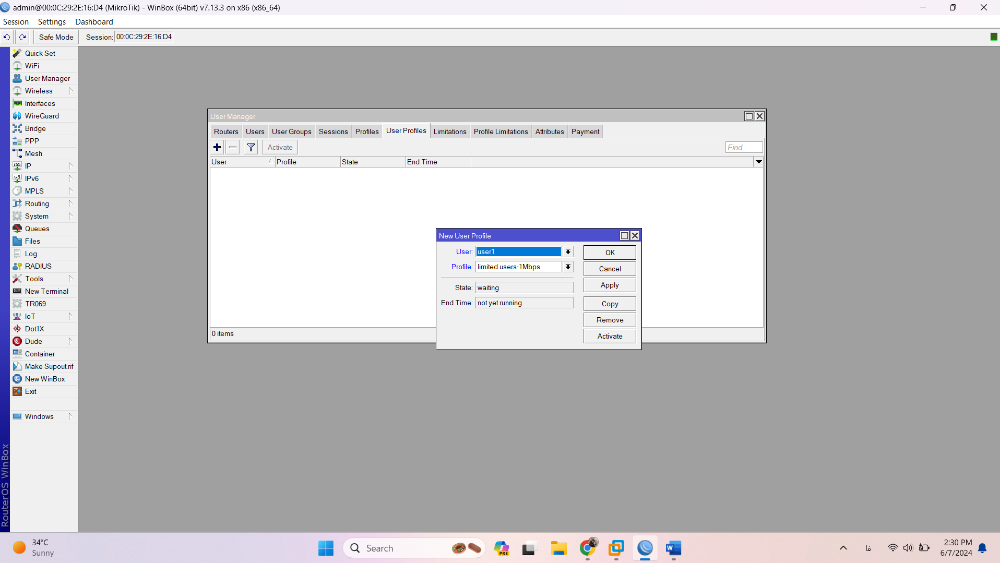 admin@00:0C:29:2E:16:D4 (MikroTik) - WinBox (64bit) v7.13.3 on x86 (x86_64)
Session Settings Dashboard
Safe Mode Session: 00:0C:29:2E:16:D4
Quick Set
WiFi
User Manager
Wireless
Interfaces
WireGuard
Bridge
PPP
Mesh
IP
IPv6
MPLS
Routing
System
Queues
Files
Log
RADIUS
Tools
New Terminal
TR069
IoT
Dot1X
Dude
Container
Make Supout.rif
New WinBox
Exit
Windows
RouterOS WinBox
User Manager
Routers Users User Groups Sessions Profiles User Profiles Limitations Profile Limitations Attributes Payment
Activate Find
User Profile State End Time
0 items
New User Profile
User: user1
Profile: limited users-1Mbps
State: waiting
End Time: not yet running
OK
Cancel
Apply
Copy
Remove
Activate
34°C
Sunny
Search
PRE
W
فا
2:30 PM
6/7/2024